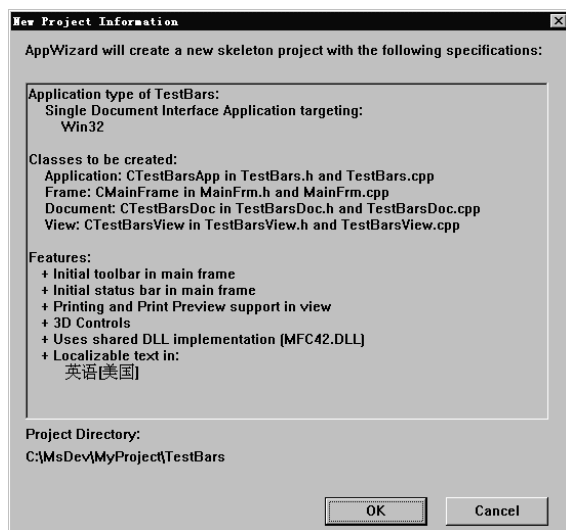 New Project Information
AppWizard will create a new skeleton project with the following specifications:
Application type of TestBars:
Single Document Interface Application targeting:
Win32
Classes to be created:
Application: CTestBarsApp in TestBars.h and TestBars.cpp
Frame: CMainFrame in MainFrm.h and MainFrm.cpp
Document: CTestBarsDoc in TestBarsDoc.h and TestBarsDoc.cpp
View: CTestBarsView in TestBarsView.h and TestBarsView.cpp
Features:
+ Initial toolbar in main frame
+ Initial status bar in main frame
+ Printing and Print Preview support in view
+ 3D Controls
+ Uses shared DLL implementation (MFC42.DLL)
+ Localizable text in:
英语[美国]
Project Directory:
C:\MsDev\MyProject\TestBars
OK
Cancel